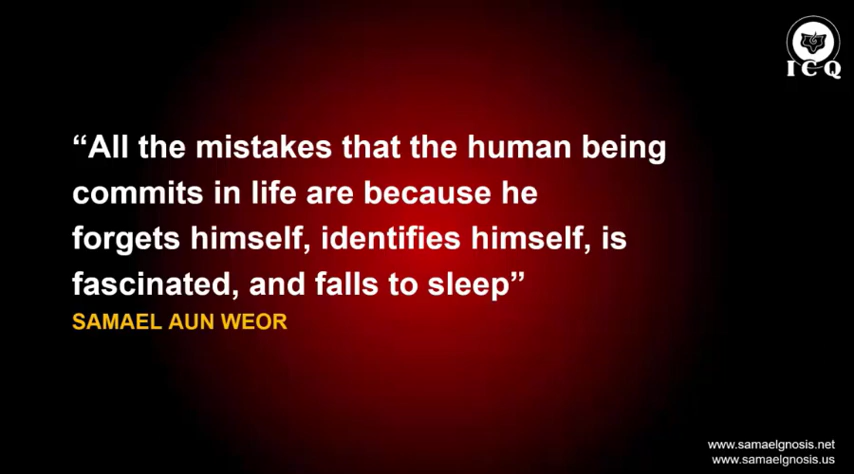 ICQ
“All the mistakes that the human being
commits in life are because he
forgets himself, identifies himself, is
fascinated, and falls to sleep”
SAMAEL AUN WEOR
www.samaelgnosis.net
www.samaelgnosis.us